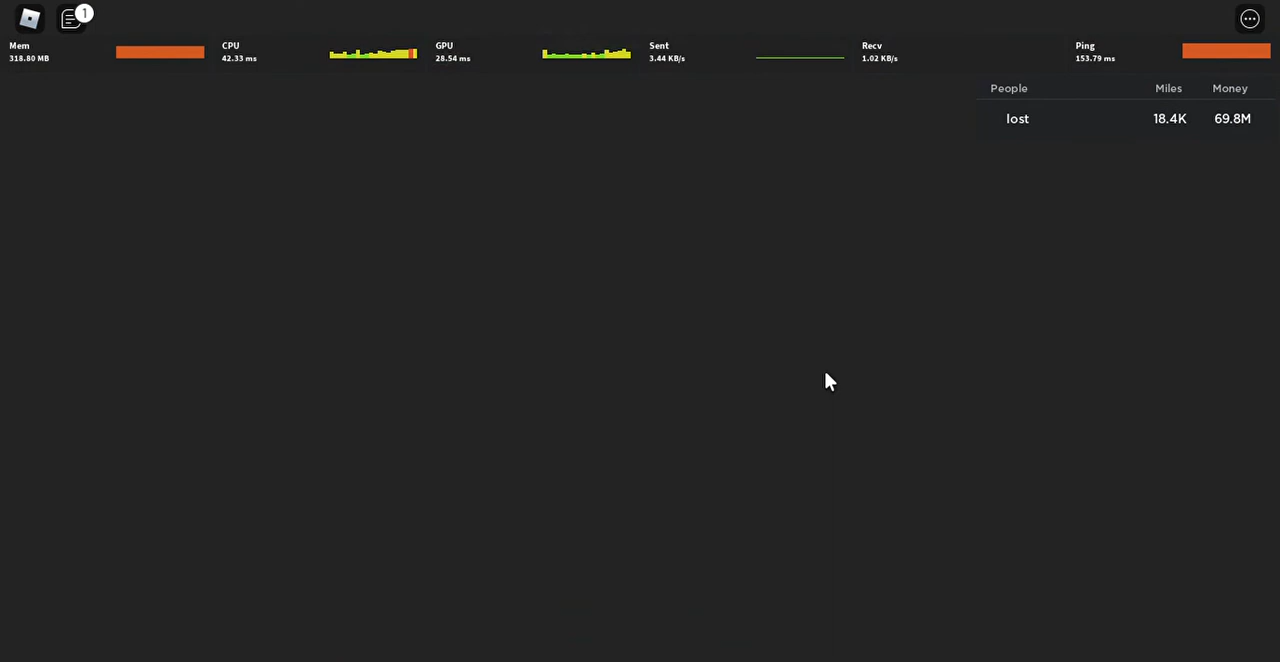 1
Mem
318.80 MB
CPU
42.33 ms
GPU
28.54 ms
Sent
3.44 KB/s
Recv
1.02 KB/s
Ping
153.79 ms
People Miles Money
lost 18.4K 69.8M